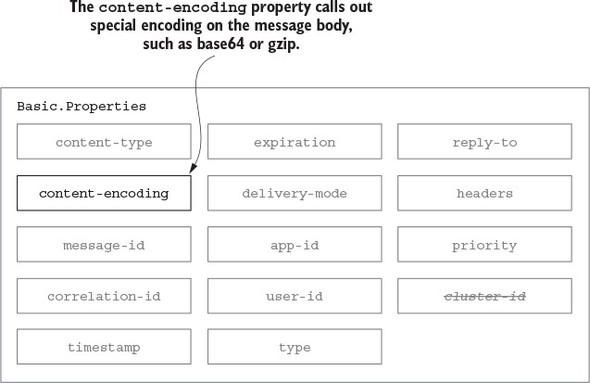 The content-encoding property calls out
special encoding on the message body,
such as base64 or gzip.
Basic.Properties
content-type expiration reply-to
content-encoding delivery-mode headers
message-id app-id priority
correlation-id user-id cluster-id
timestamp type